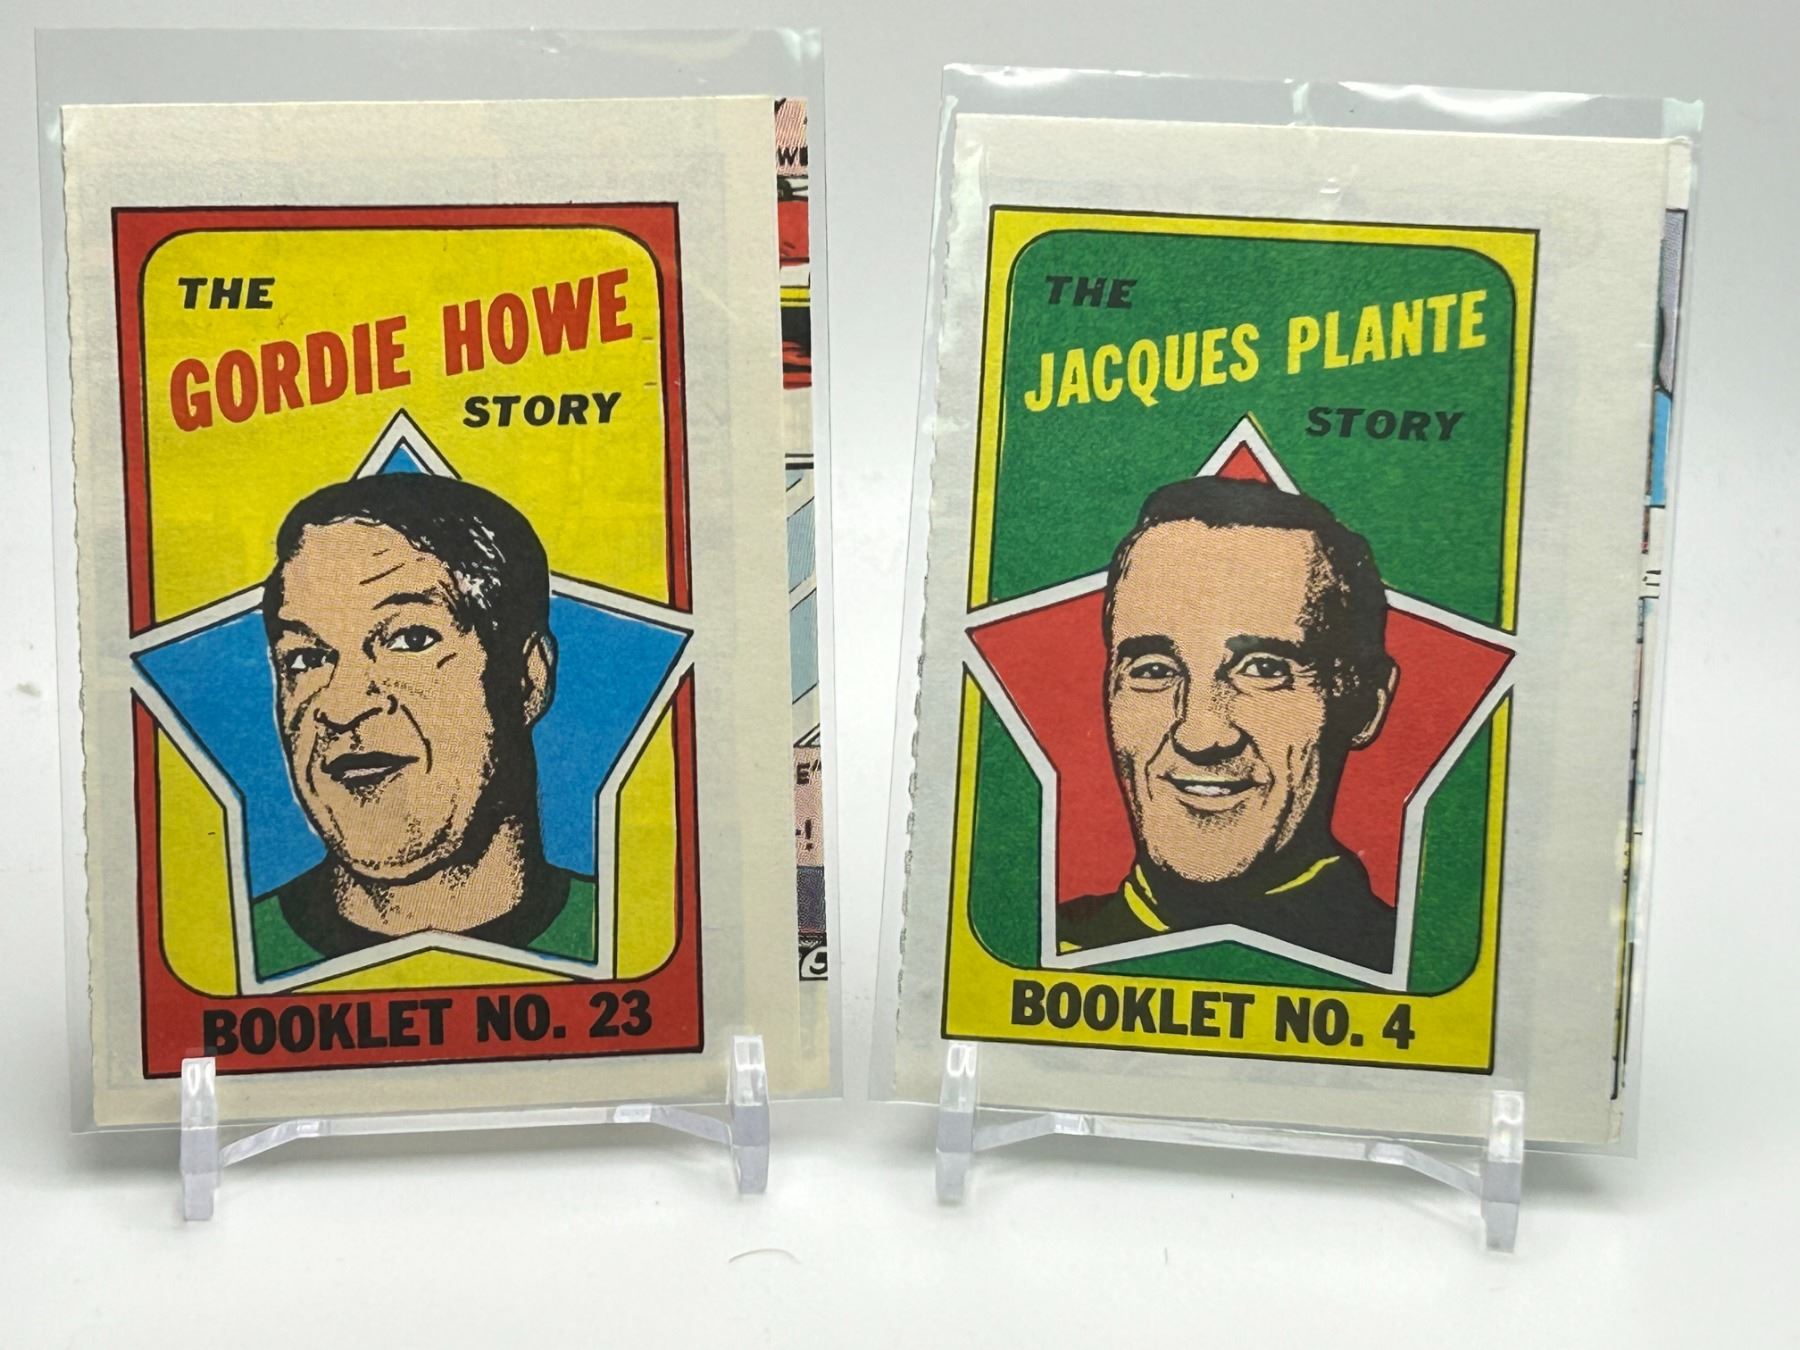 THE
GORDIE HOWE
STORY
BOOKLET NO. 23
THE
JACQUES PLANTE
STORY
BOOKLET NO. 4